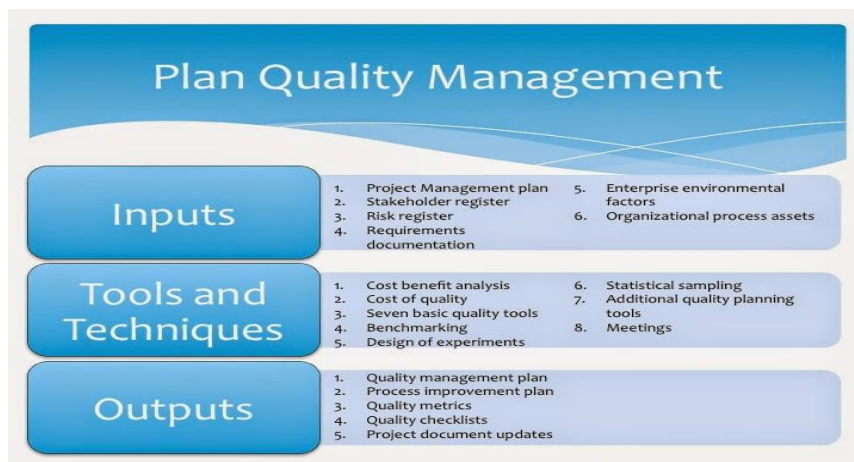 Plan Quality Management
Inputs
1. Project Management plan
2. Stakeholder register
3. Risk register
4. Requirements
documentation
5. Enterprise environmental
factors
6. Organizational process assets
Tools and
Techniques
1. Cost benefit analysis
2. Cost of quality
3. Seven basic quality tools
4. Benchmarking
5. Design of experiments
6. Statistical sampling
7. Additional quality planning
tools
8. Meetings
Outputs
1. Quality management plan
2. Process improvement plan
3. Quality metrics
4. Quality checklists
5. Project document updates